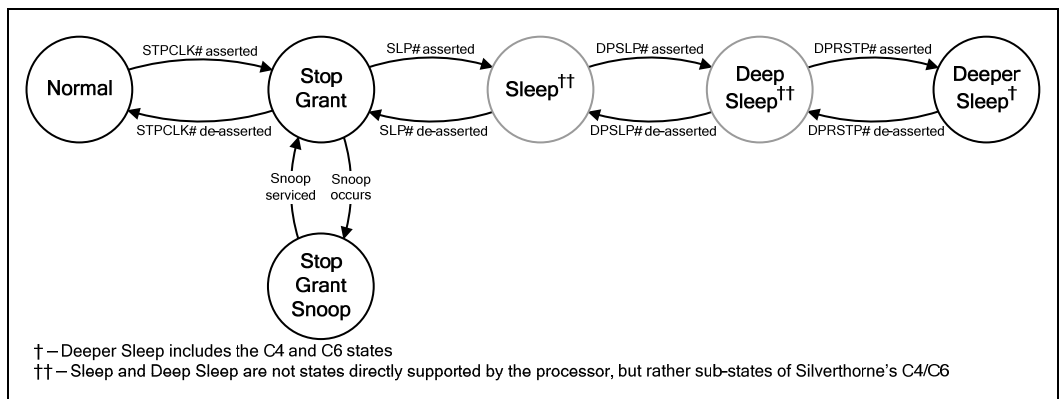 STPCLK# asserted
SLP# asserted
DPSLP# asserted
DPRSTP# asserted
Normal
Stop
Grant
Sleep††
Deep
Sleep††
Deeper
Sleep†
STPCLK# de-asserted
SLP# de-asserted
DPSLP# de-asserted
DPRSTP# de-asserted
Snoop
serviced
Snoop
occurs
Stop
Grant
Snoop
† – Deeper Sleep includes the C4 and C6 states
†† – Sleep and Deep Sleep are not states directly supported by the processor, but rather sub-states of Silverthorne's C4/C6